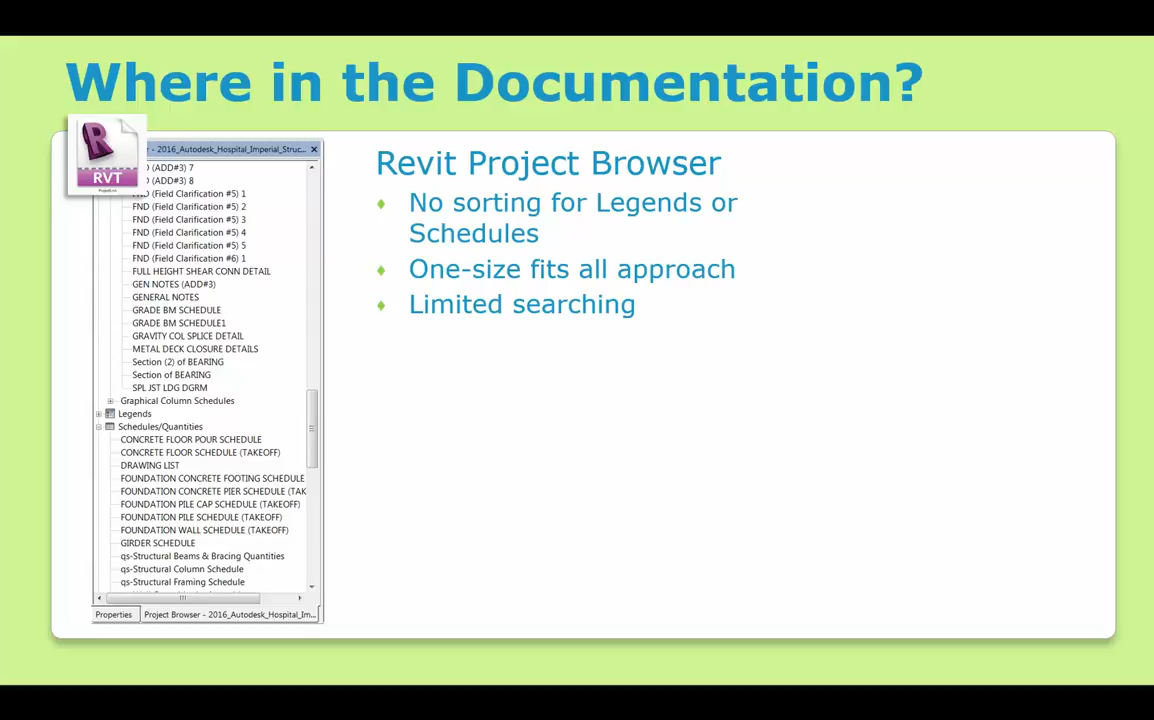 Where in the Documentation?
R
RVT
r - 2016_Autodesk_Hospital_Imperial_Struc...
(ADD#3) 7
(ADD#3) 8
FND (Field Clarification #5) 1
FND (Field Clarification #5) 2
FND (Field Clarification #5) 3
FND (Field Clarification #5) 4
FND (Field Clarification #5) 5
FND (Field Clarification #6) 1
FULL HEIGHT SHEAR CONN DETAIL
GEN NOTES (ADD#3)
GENERAL NOTES
GRADE BM SCHEDULE
GRADE BM SCHEDULE1
GRAVITY COL SPLICE DETAIL
METAL DECK CLOSURE DETAILS
Section (2) of BEARING
Section of BEARING
SPL JST LDG DGRM
Graphical Column Schedules
Legends
Schedules/Quantities
CONCRETE FLOOR POUR SCHEDULE
CONCRETE FLOOR SCHEDULE (TAKEOFF)
DRAWING LIST
FOUNDATION CONCRETE FOOTING SCHEDULE
FOUNDATION CONCRETE PIER SCHEDULE (TAK
FOUNDATION PILE CAP SCHEDULE (TAKEOFF)
FOUNDATION PILE SCHEDULE (TAKEOFF)
FOUNDATION WALL SCHEDULE (TAKEOFF)
GIRDER SCHEDULE
qs-Structural Beams & Bracing Quantities
qs-Structural Column Schedule
qs-Structural Framing Schedule
Properties
Project Browser - 2016_Autodesk_Hospital_Im...
Revit Project Browser
No sorting for Legends or
Schedules
One-size fits all approach
Limited searching